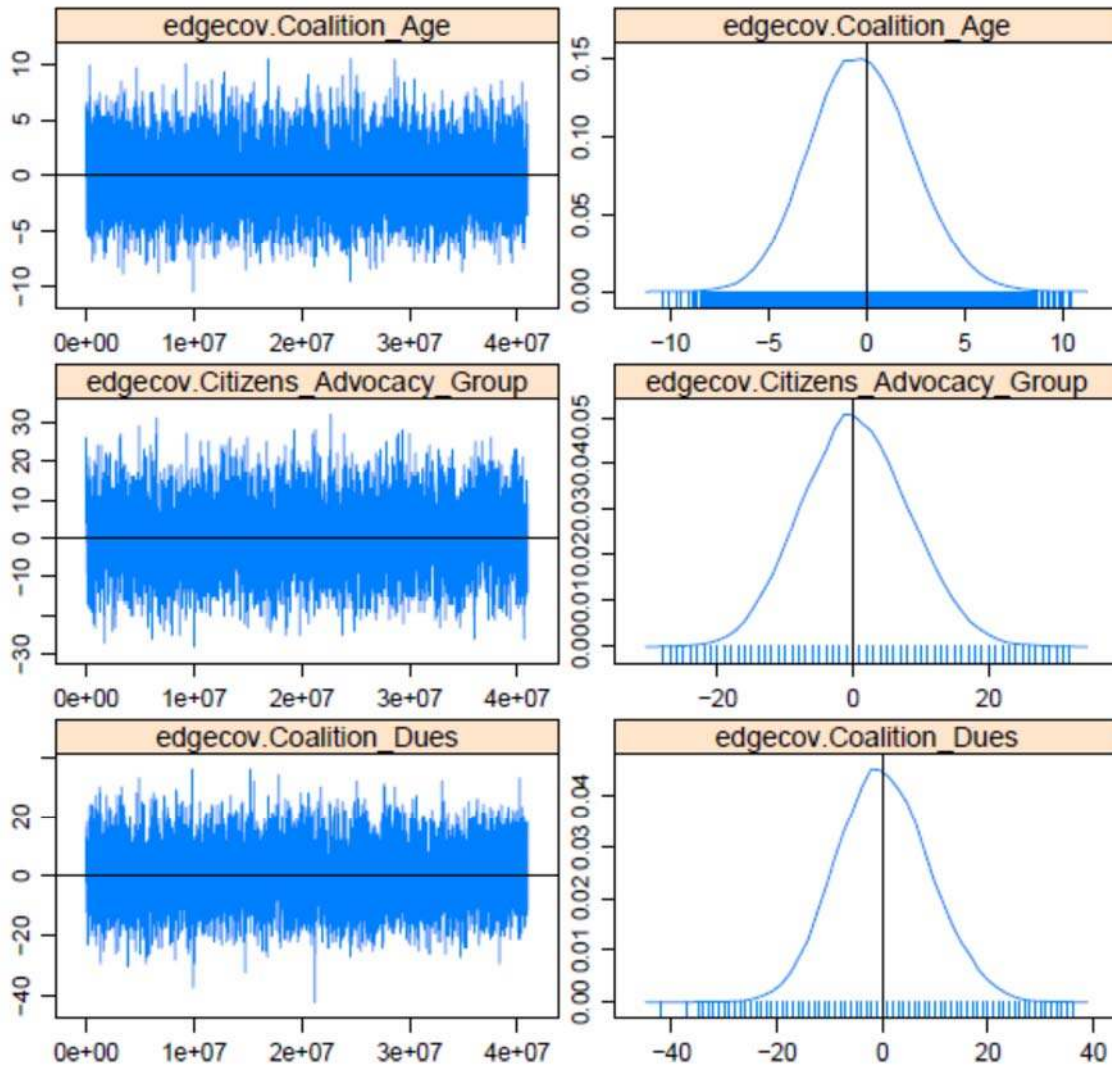 edgecov.Coalition_Age
edgecov.Coalition_Age
10
5
0
−5
−10
0e+00 1e+07 2e+07 3e+07 4e+07
0.15
0.10
0.05
0.00
−10 −5 0 5 10
edgecov.Citizens_Advocacy_Group
edgecov.Citizens_Advocacy_Group
30
20
10
0
−10
−30
0e+00 1e+07 2e+07 3e+07 4e+07
0.000.010.020.030.040.05
−20 0 20
edgecov.Coalition_Dues
edgecov.Coalition_Dues
20
0
−20
−40
0e+00 1e+07 2e+07 3e+07 4e+07
0.04
0.03
0.02
0.01
0.00
−40 −20 0 20 40